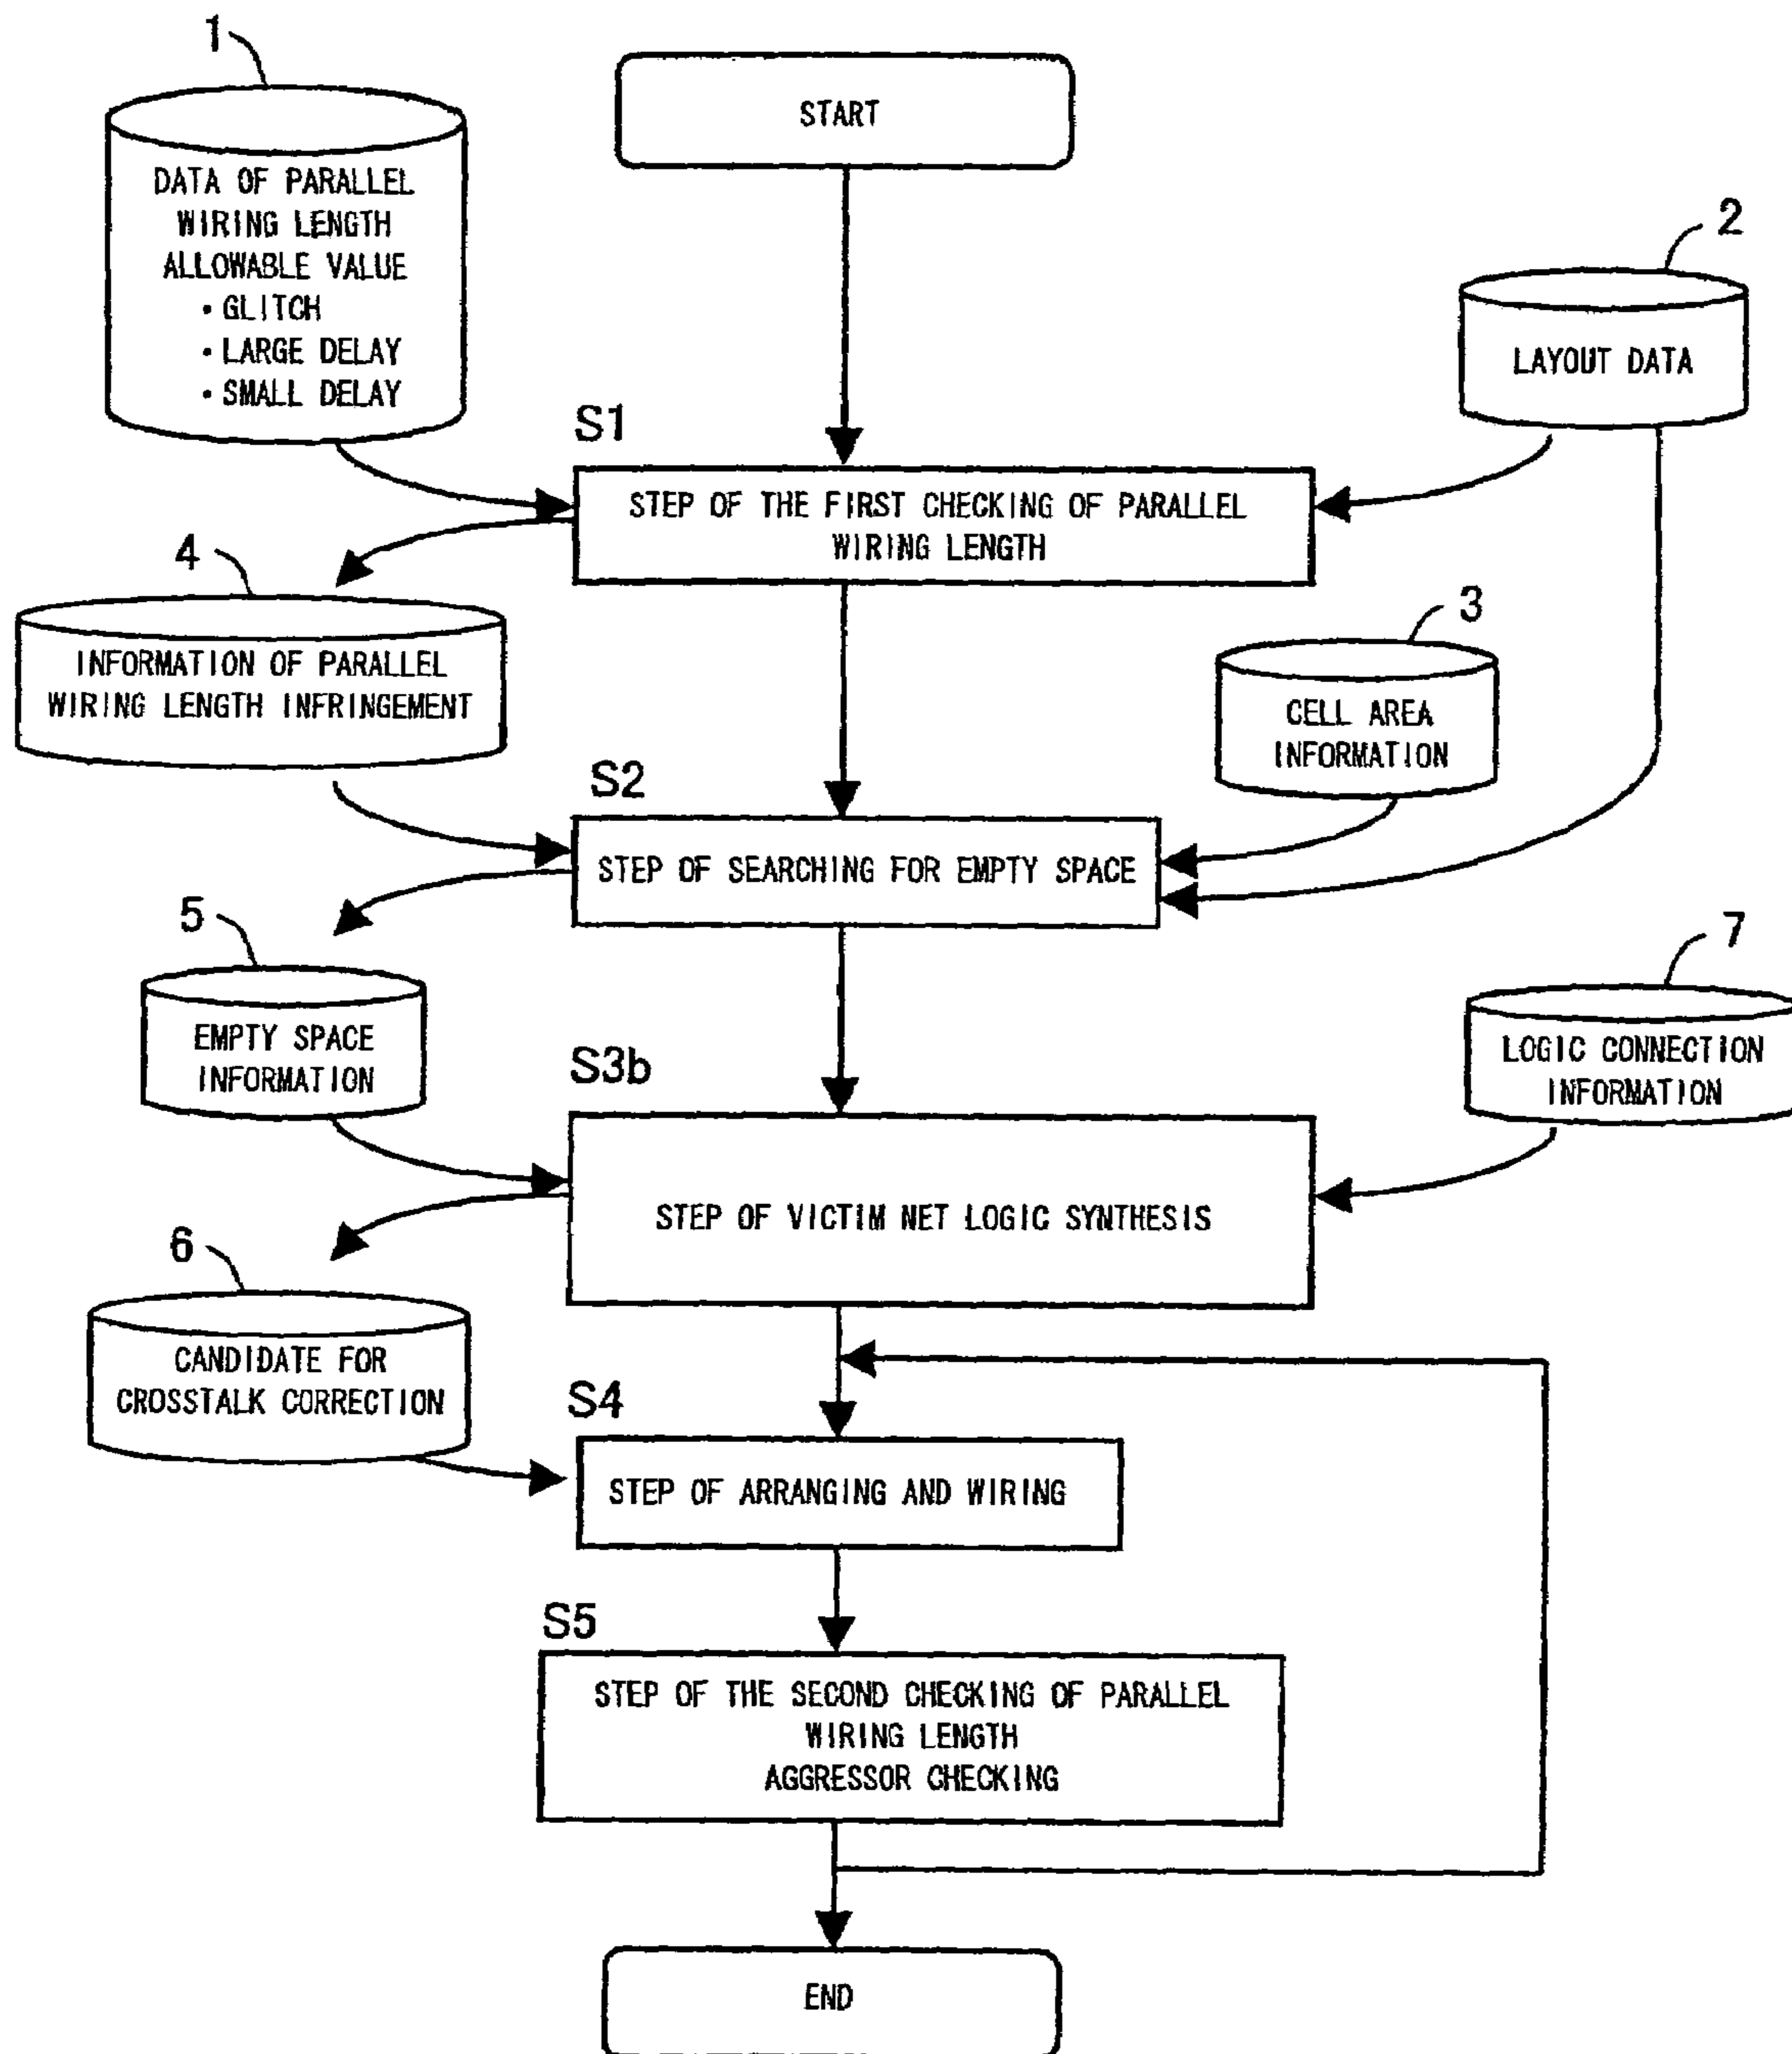 1
START
DATA OF PARALLEL
WIRING LENGTH
ALLOWABLE VALUE
・GLITCH
・LARGE DELAY
・SMALL DELAY
2
LAYOUT DATA
S1
STEP OF THE FIRST CHECKING OF PARALLEL
WIRING LENGTH
4
INFORMATION OF PARALLEL
WIRING LENGTH INFRINGEMENT
3
CELL AREA
INFORMATION
S2
STEP OF SEARCHING FOR EMPTY SPACE
5
EMPTY SPACE
INFORMATION
7
LOGIC CONNECTION
INFORMATION
S3b
STEP OF VICTIM NET LOGIC SYNTHESIS
6
CANDIDATE FOR
CROSSTALK CORRECTION
S4
STEP OF ARRANGING AND WIRING
S5
STEP OF THE SECOND CHECKING OF PARALLEL
WIRING LENGTH
AGGRESSOR CHECKING
END